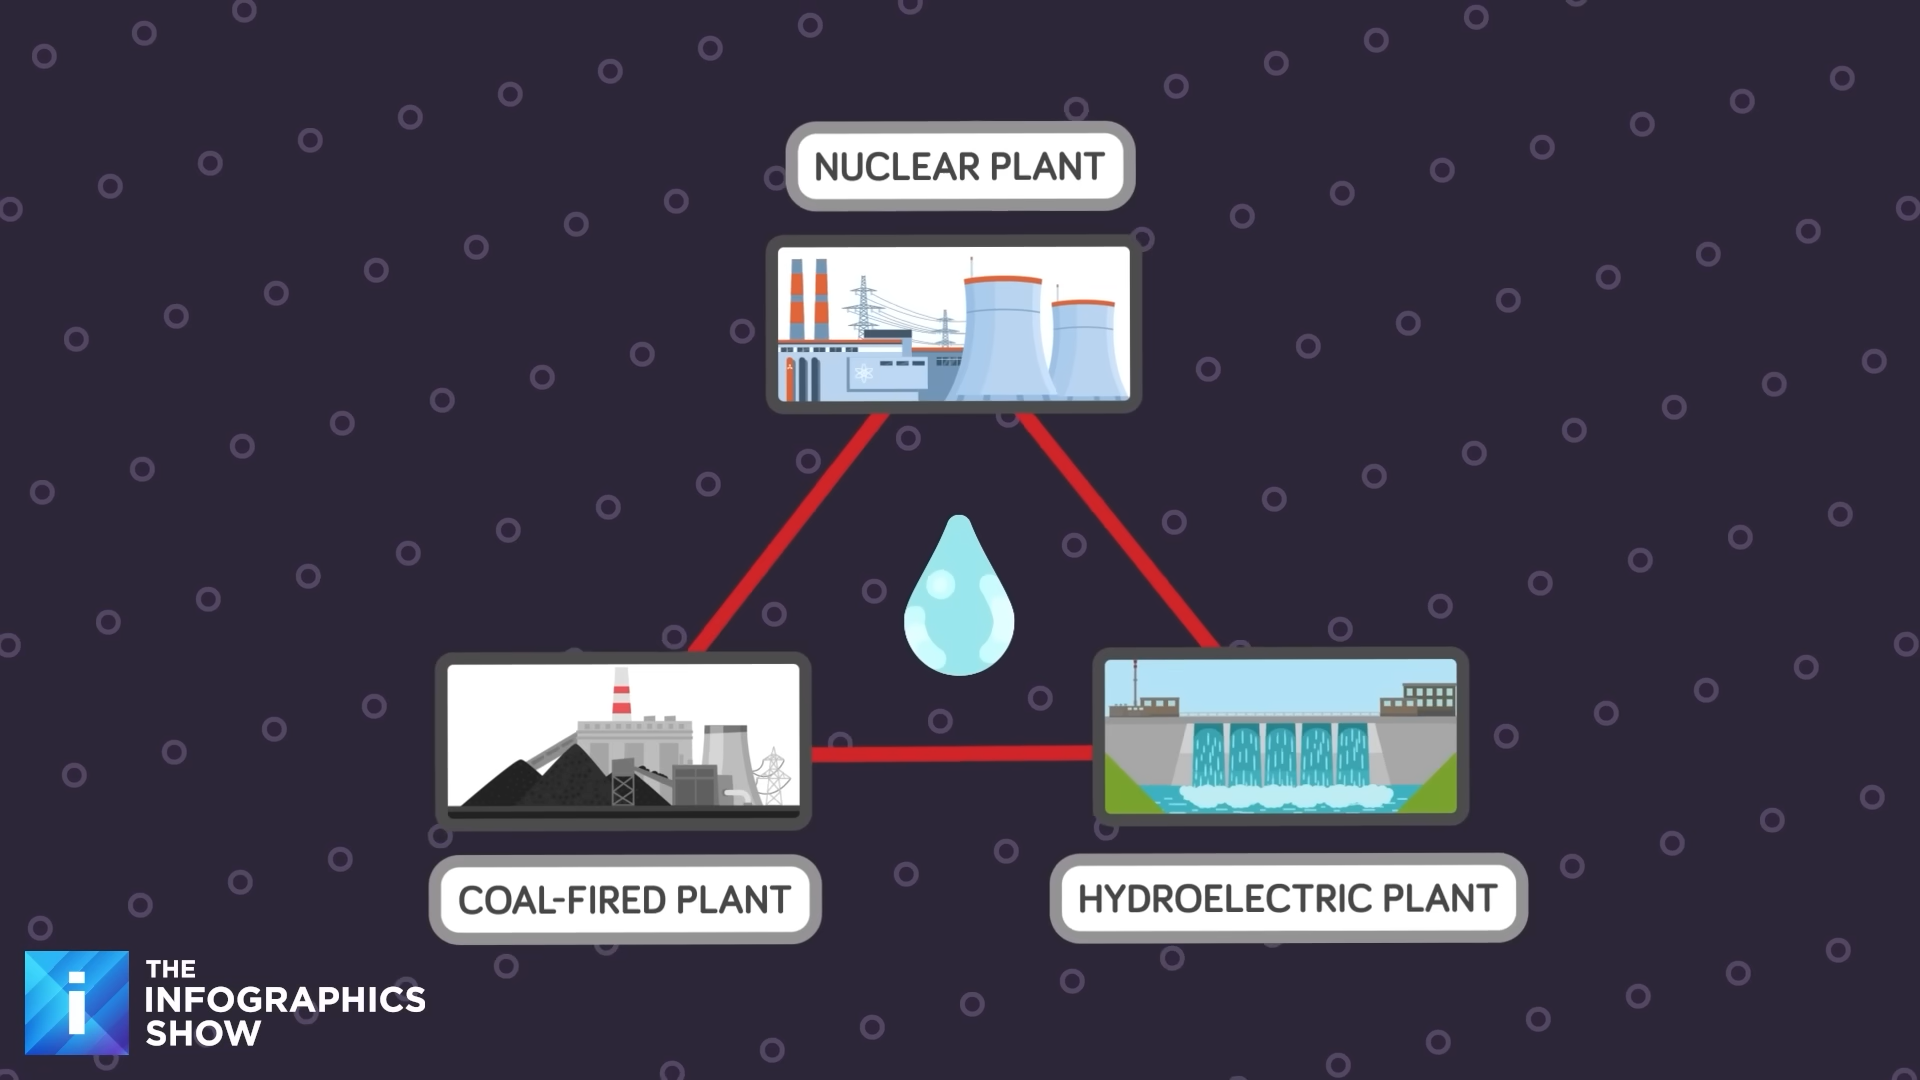 NUCLEAR PLANT
COAL-FIRED PLANT
HYDROELECTRIC PLANT
i
THE
INFOGRAPHICS
SHOW